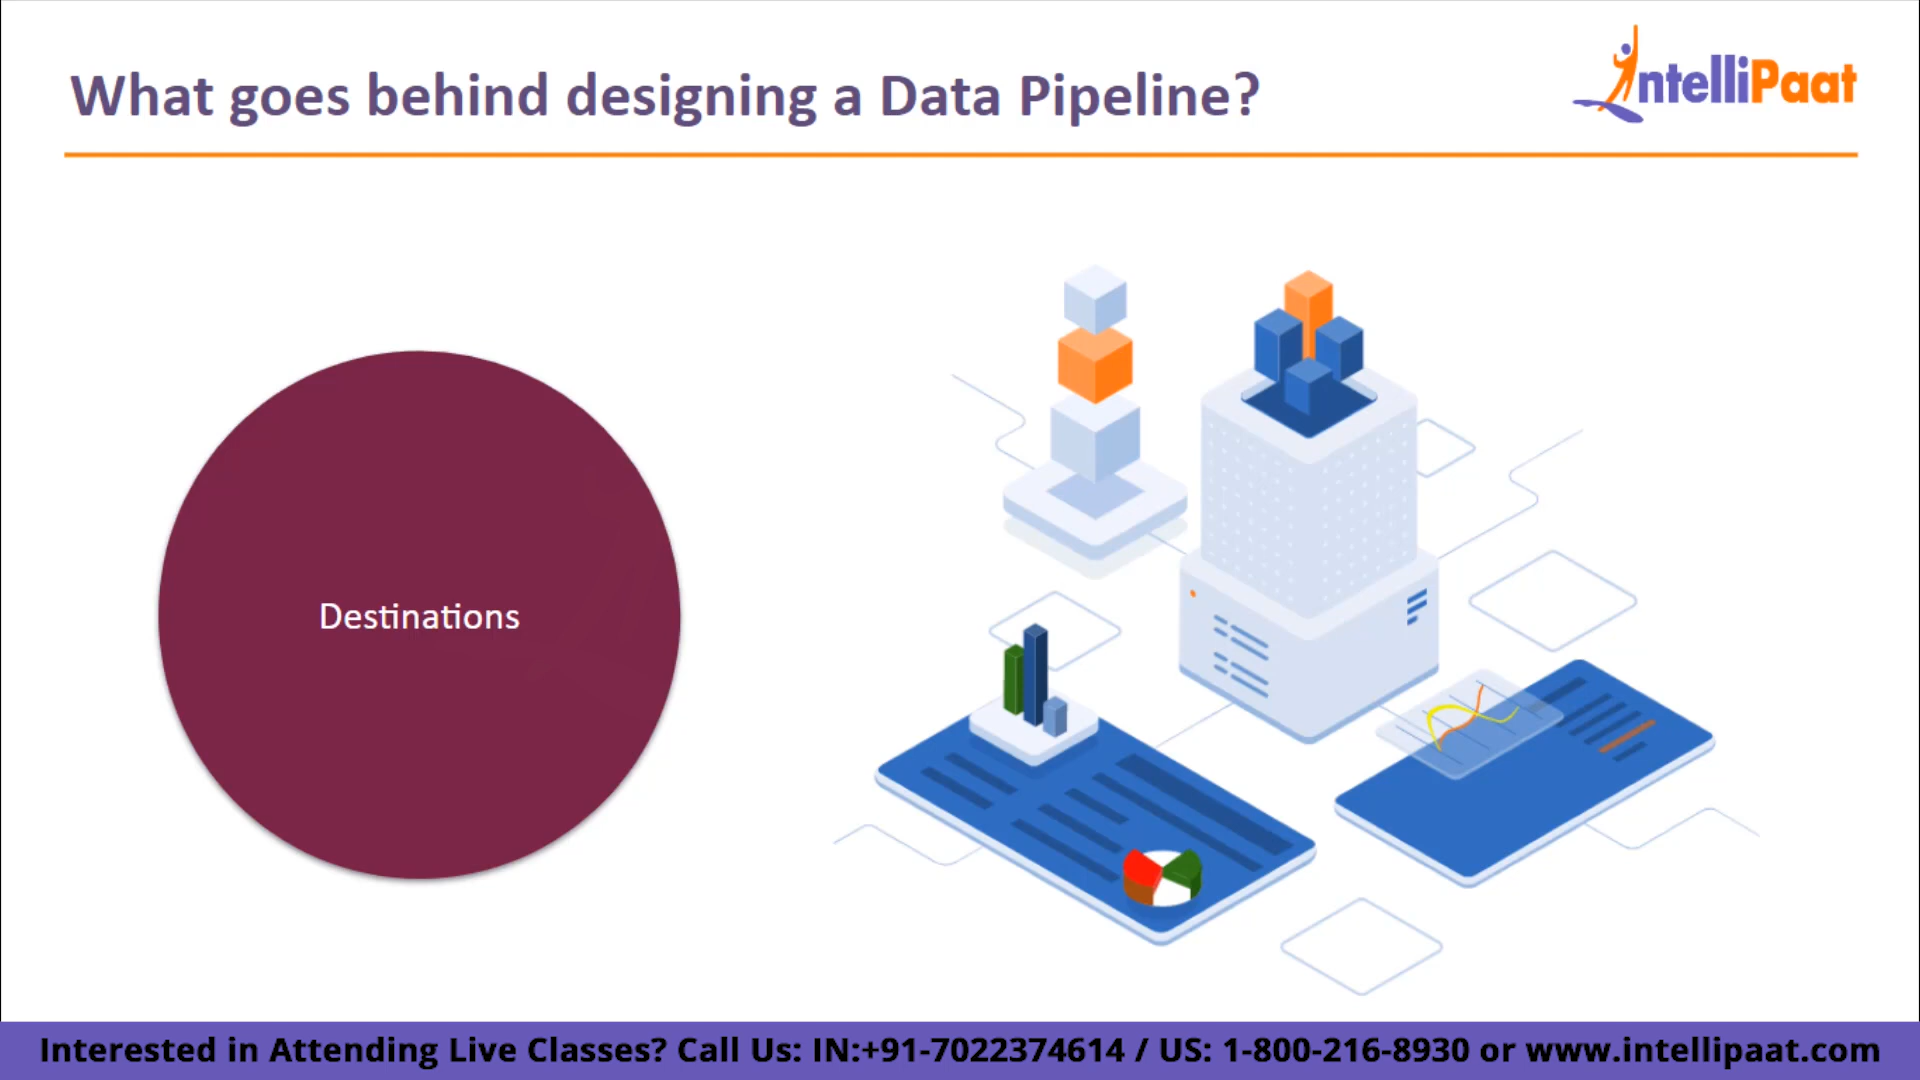 What goes behind designing a Data Pipeline?
IntelliPaat
Destinations
Interested in Attending Live Classes? Call Us: IN:+91-7022374614 / US: 1-800-216-8930 or www.intellipaat.com